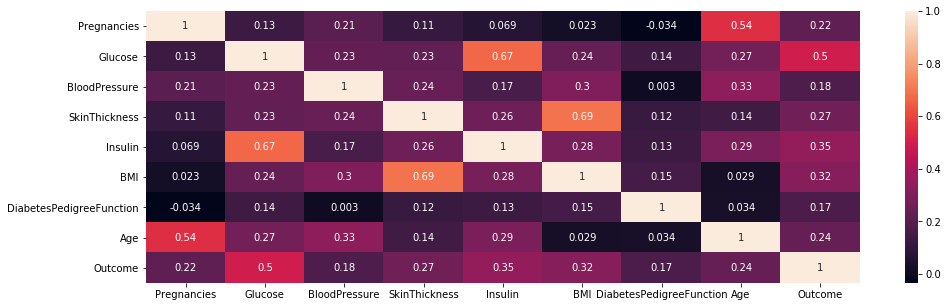 Pregnancies 1 0.13 0.21 0.11 0.069 0.023 -0.034 0.54 0.22 1.0
Glucose 0.13 1 0.23 0.23 0.67 0.24 0.14 0.27 0.5
0.8
BloodPressure 0.21 0.23 1 0.24 0.17 0.3 0.003 0.33 0.18
SkinThickness 0.11 0.23 0.24 1 0.26 0.69 0.12 0.14 0.27
0.6
Insulin 0.069 0.67 0.17 0.26 1 0.28 0.13 0.29 0.35
0.4
BMI 0.023 0.24 0.3 0.69 0.28 1 0.15 0.029 0.32
DiabetesPedigreeFunction -0.034 0.14 0.003 0.12 0.13 0.15 1 0.034 0.17
0.2
Age 0.54 0.27 0.33 0.14 0.29 0.029 0.034 1 0.24
Outcome 0.22 0.5 0.18 0.27 0.35 0.32 0.17 0.24 1 0.0
Pregnancies Glucose BloodPressure SkinThickness Insulin BMI DiabetesPedigreeFunction Age Outcome